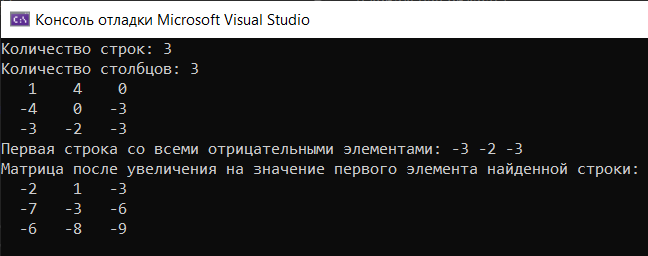 C:\ Консоль отладки Microsoft Visual Studio
Количество строк: 3
Количество столбцов: 3
1 4 0
-4 0 -3
-3 -2 -3
Первая строка со всеми отрицательными элементами: -3 -2 -3
Матрица после увеличения на значение первого элемента найденной строки:
-2 1 -3
-7 -3 -6
-6 -8 -9